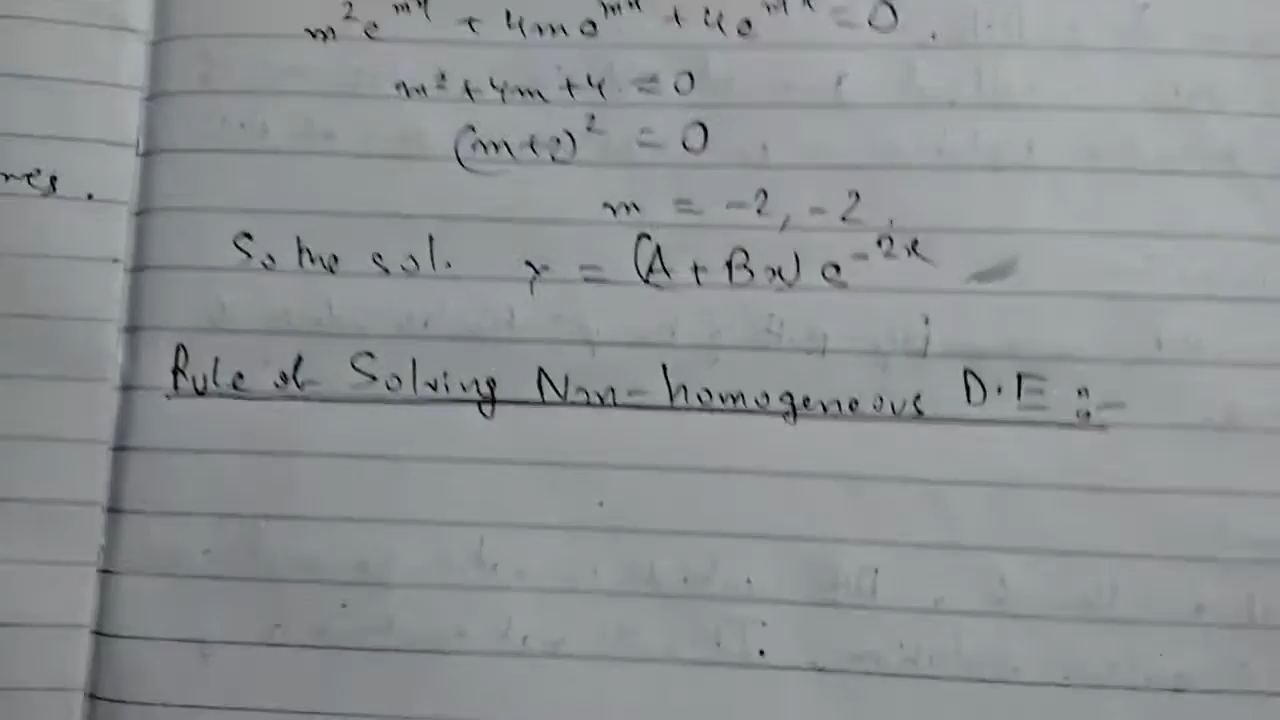 m²e^mx + 4me^mx + 4e^mx = 0.
m² + 4m + 4 = 0
(m+2)² = 0
m = -2, -2.
So the sol. y = (A + Bx) e^-2x
Rule of Solving Non-homogeneous D.E :-